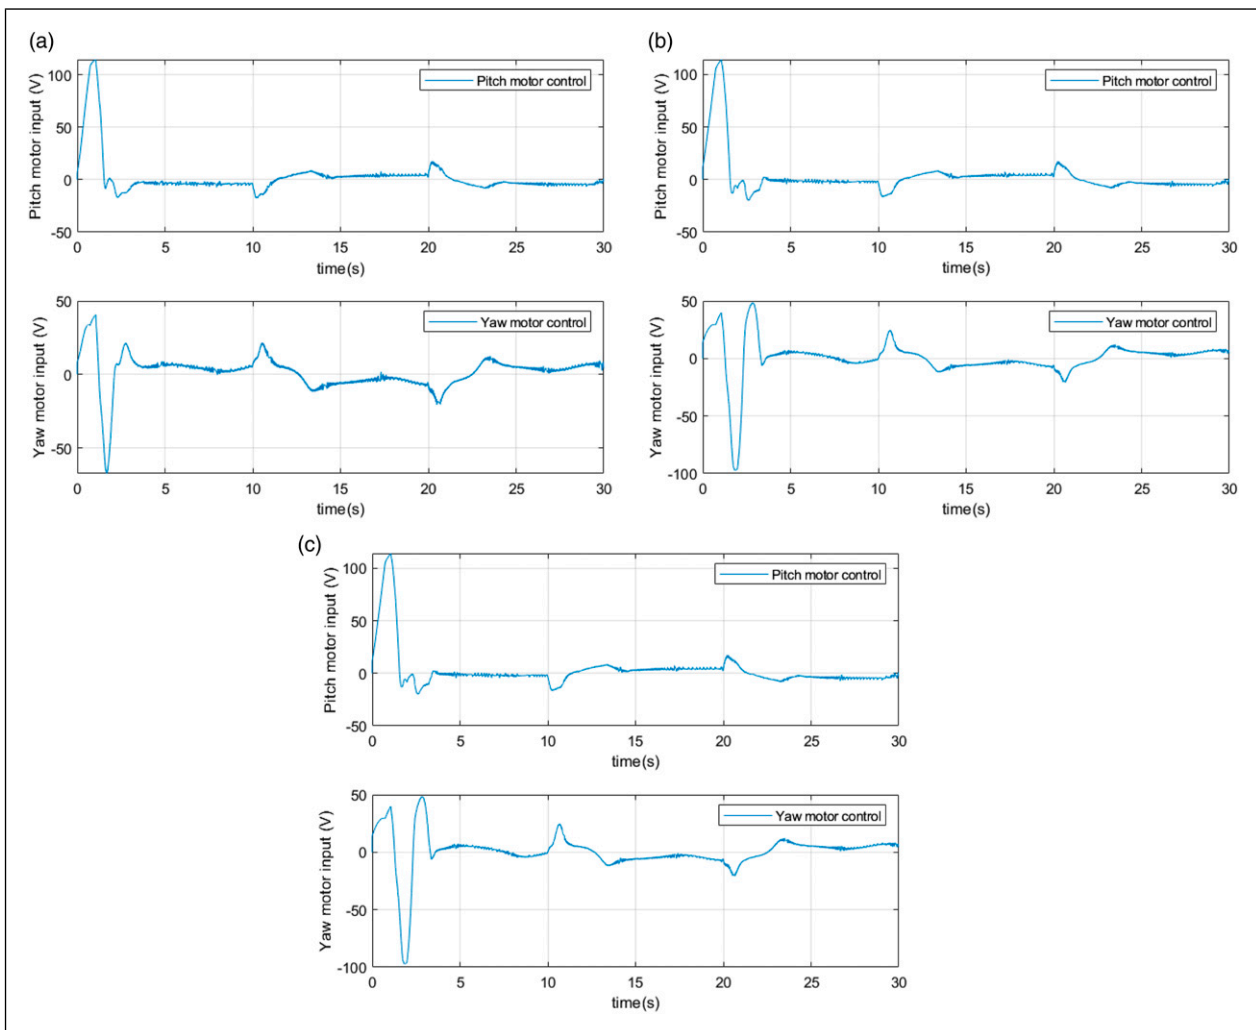 (a)
Pitch motor input (V)
100
50
0
-50
Pitch motor control
0 5 10 15 20 25 30
time(s)
Yaw motor input (V)
50
0
-50
Yaw motor control
0 5 10 15 20 25 30
time(s)
(b)
Pitch motor input (V)
100
50
0
-50
Pitch motor control
0 5 10 15 20 25 30
time(s)
Yaw motor input (V)
50
0
-50
-100
Yaw motor control
0 5 10 15 20 25 30
time(s)
(c)
Pitch motor input (V)
100
50
0
-50
Pitch motor control
0 5 10 15 20 25 30
time(s)
Yaw motor input (V)
50
0
-50
-100
Yaw motor control
0 5 10 15 20 25 30
time(s)